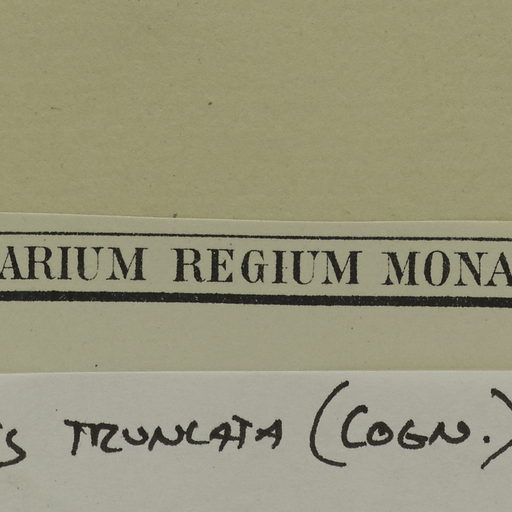 ARIUM REGIUM MONA
S TRUNCATA (COGN.)